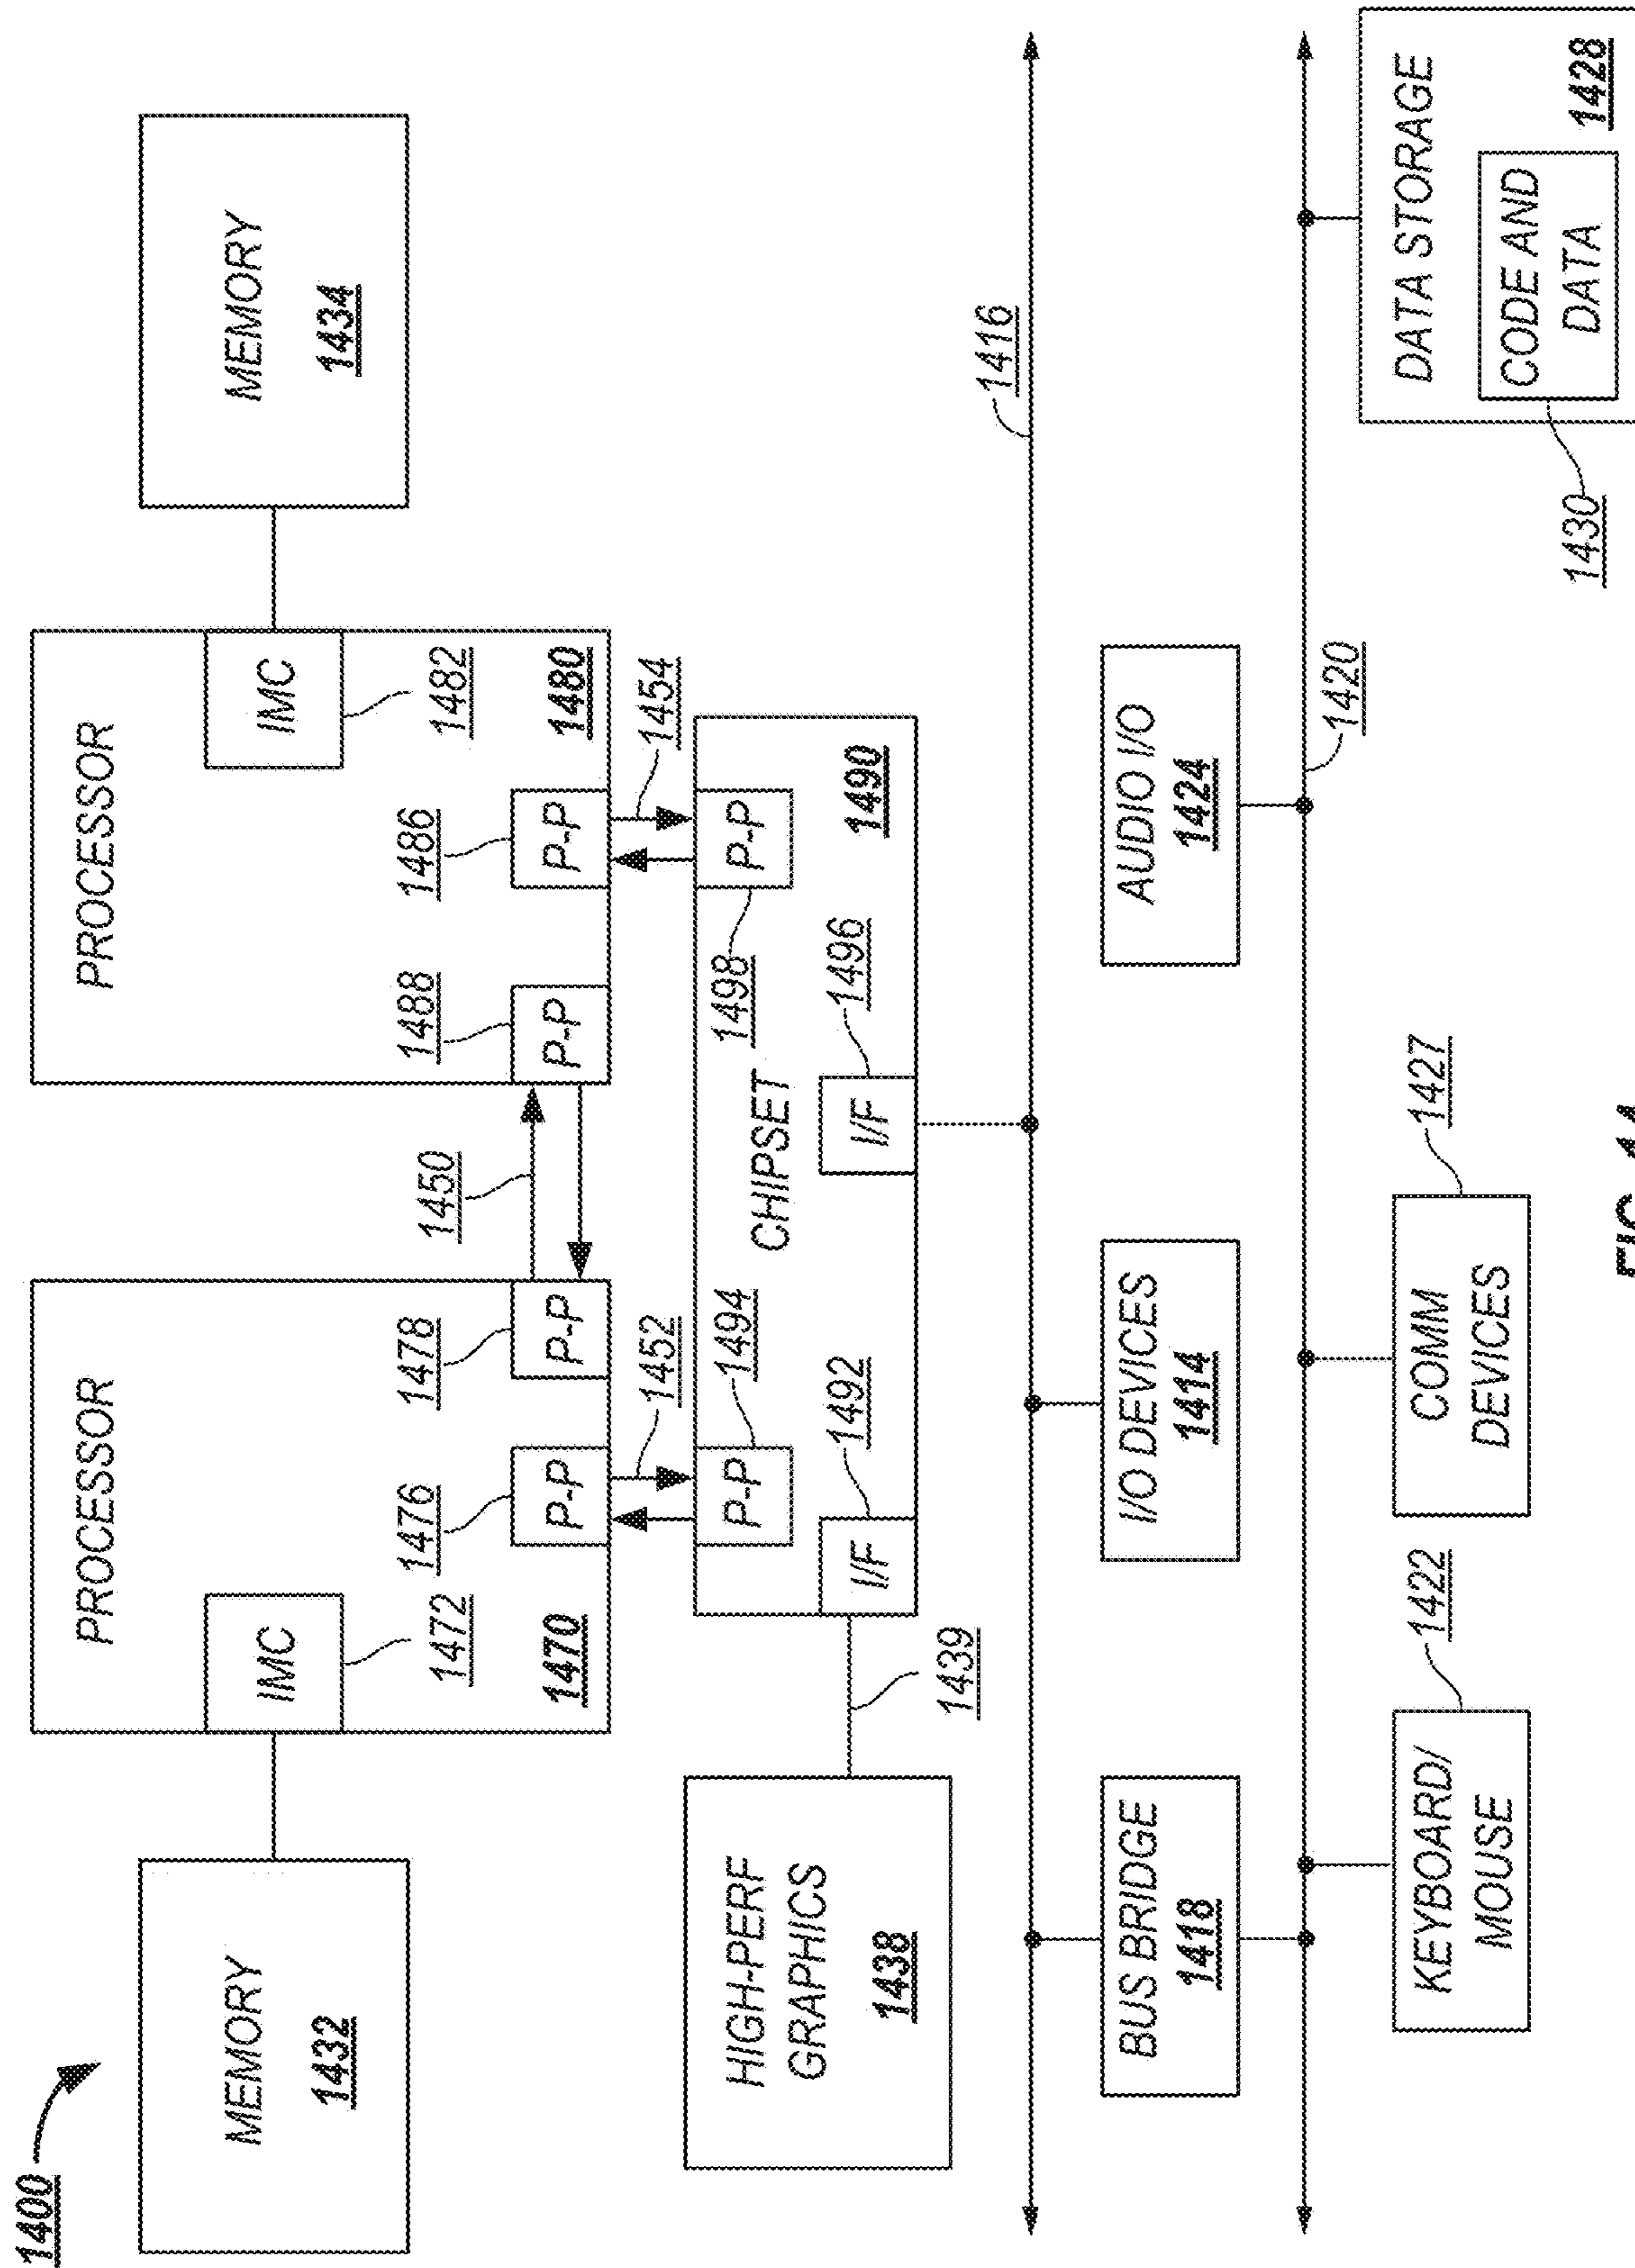 1400
MEMORY
1432
PROCESSOR
IMC
1472
1470
1476
P-P
1478
P-P
1450
PROCESSOR
1488
P-P
1486
P-P
IMC
1482
1480
MEMORY
1434
1452
1454
HIGH-PERF
GRAPHICS
1438
1439
P-P
1494
I/F
1492
CHIPSET
P-P
1498
I/F
1496
1490
1416
BUS BRIDGE
1418
I/O DEVICES
1414
AUDIO I/O
1424
1420
KEYBOARD/
MOUSE
1422
COMM
DEVICES
1427
DATA STORAGE
1428
CODE AND
DATA
1430